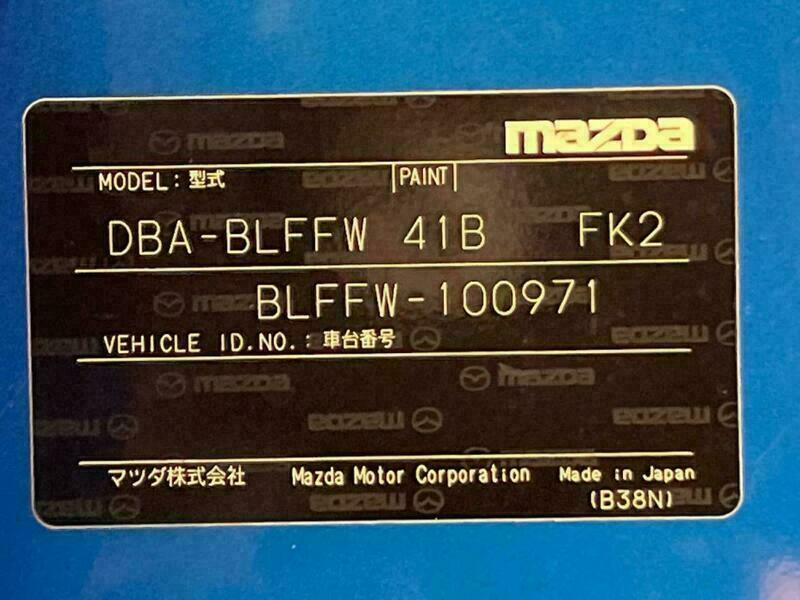 mazda
MODEL: 型式 PAINT
DBA-BLFFW 41B FK2
BLFFW-100971
VEHICLE ID.NO.: 車台番号
マツダ株式会社 Mazda Motor Corporation Made in Japan
(B38N)